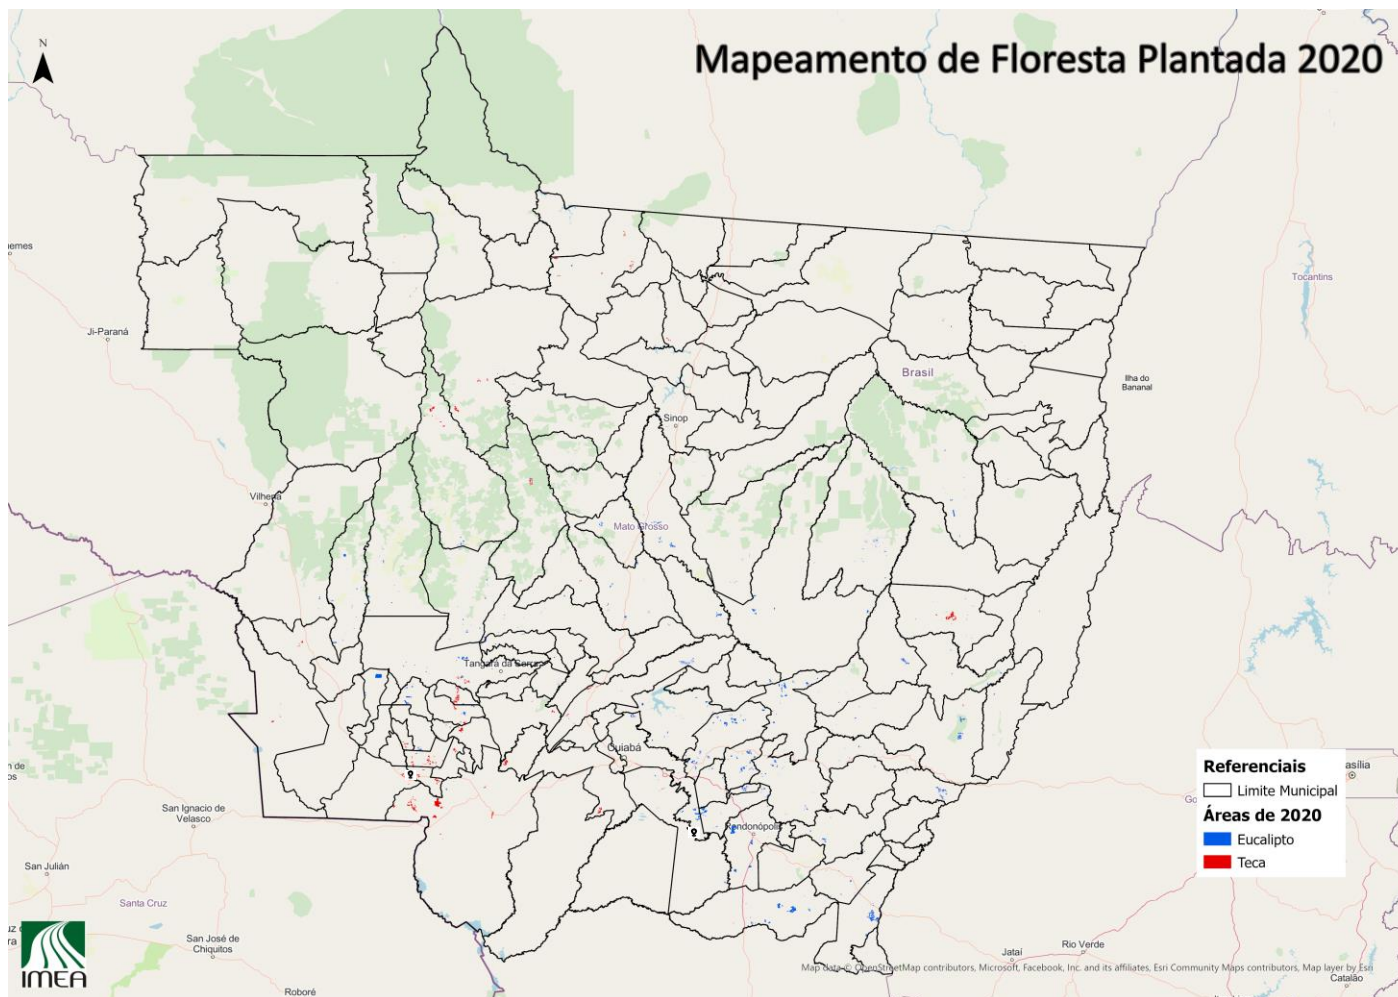 Mapeamento de Floresta Plantada 2020
N
Tocantins
Ji-Paraná
Brasil
Ilha do
Bananal
Sinop
Vilhena
Mato Grosso
Tangará da Serra
Cuiabá
Referenciais
Limite Municipal
Áreas de 2020
Eucalipto
Teca
San Ignacio de
Velasco
Rondonópolis
San Julián
Santa Cruz
San José de
Chiquitos
IMEA
Jataí
Rio Verde
Map data © OpenStreetMap contributors, Microsoft, Facebook, Inc. and its affiliates, Esri Community Maps contributors, Map layer by Esri
Catalão
Roboré